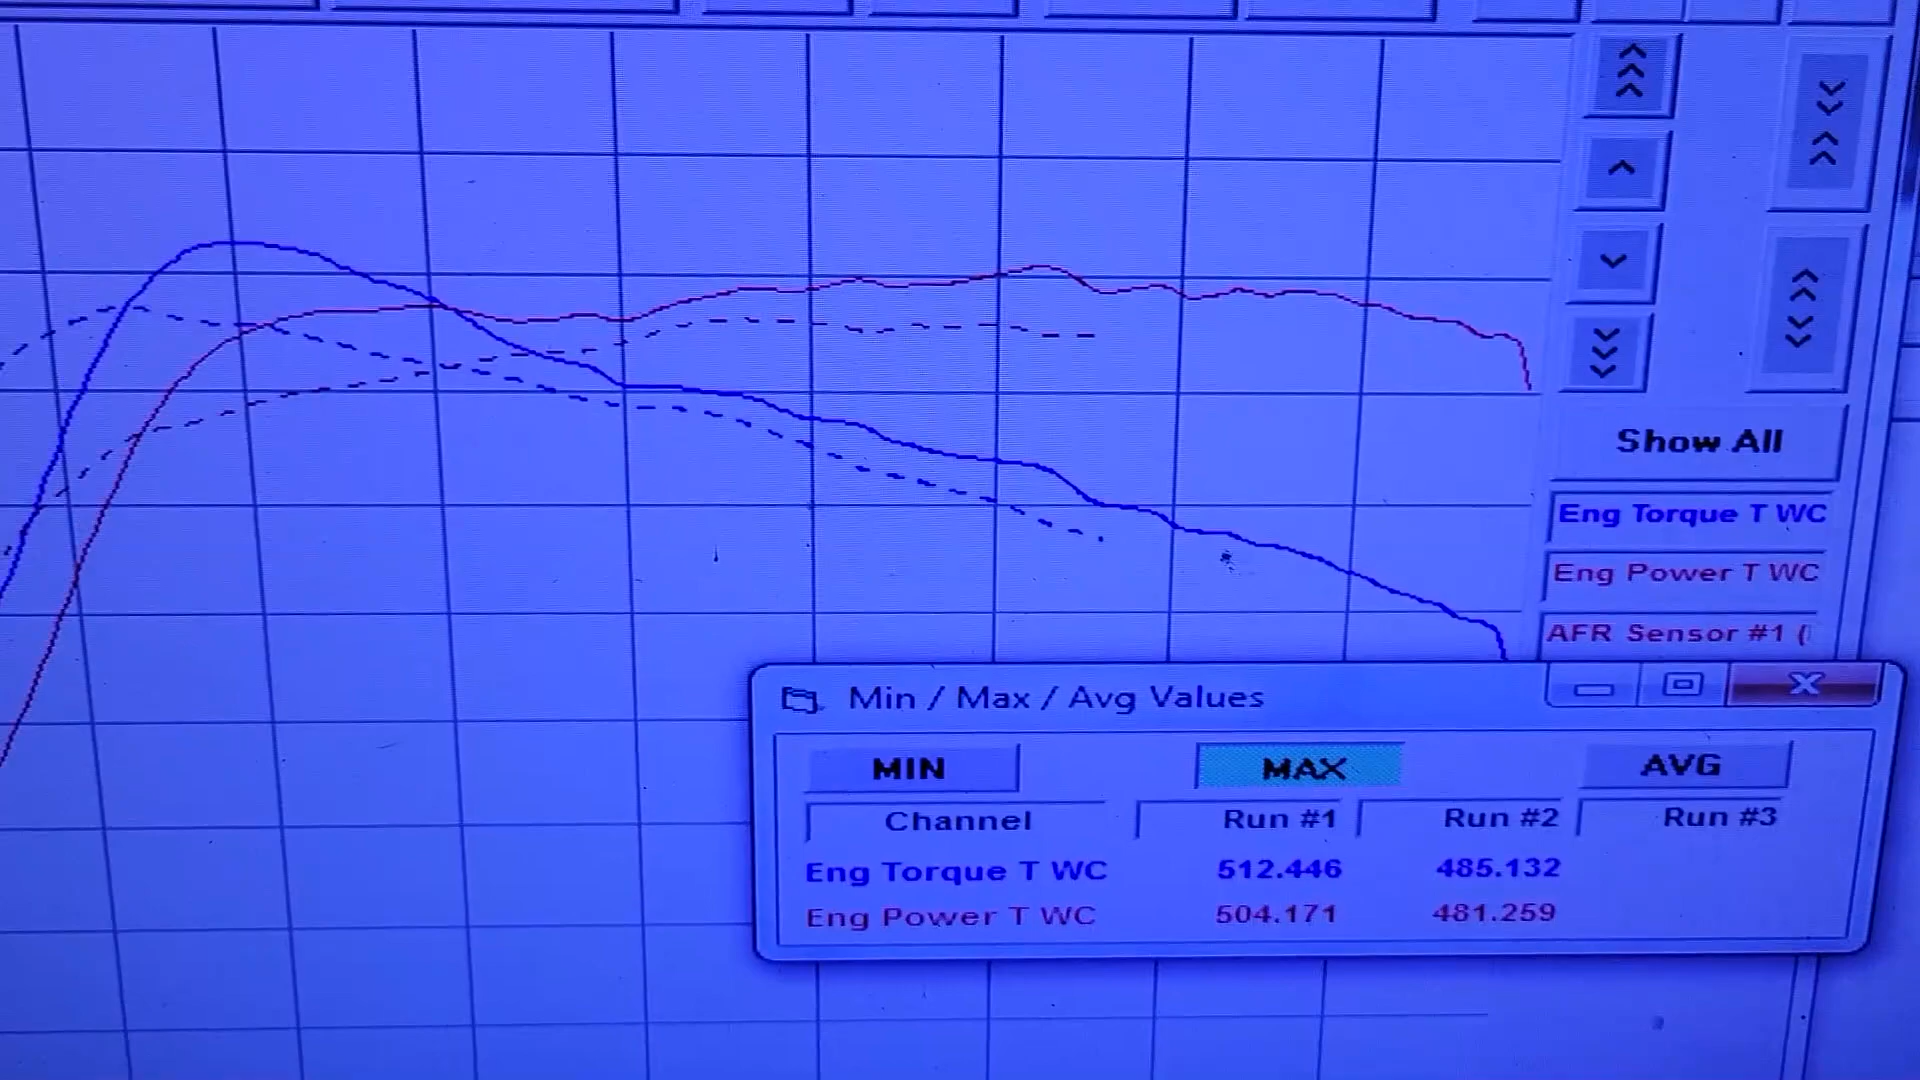 Show All
Eng Torque T WC
Eng Power T WC
AFR Sensor #1 (
Min / Max / Avg Values
MIN MAX AVG
Channel Run #1 Run #2 Run #3
Eng Torque T WC 512.446 485.132
Eng Power T WC 504.171 481.259